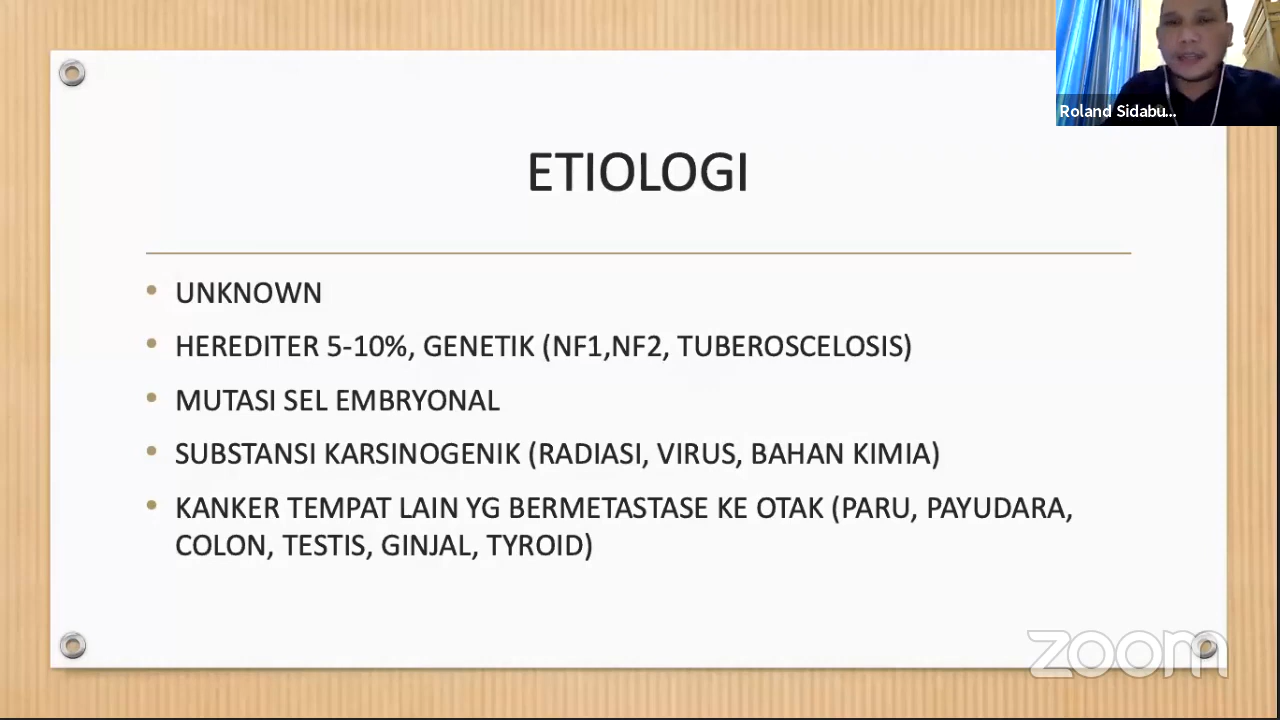 Roland Sidabu...
ETIOLOGI
• UNKNOWN
• HEREDITER 5-10%, GENETIK (NF1,NF2, TUBEROSCELOSIS)
• MUTASI SEL EMBRYONAL
• SUBSTANSI KARSINOGENIK (RADIASI, VIRUS, BAHAN KIMIA)
• KANKER TEMPAT LAIN YG BERMETASTASE KE OTAK (PARU, PAYUDARA,
COLON, TESTIS, GINJAL, TYROID)
zoom